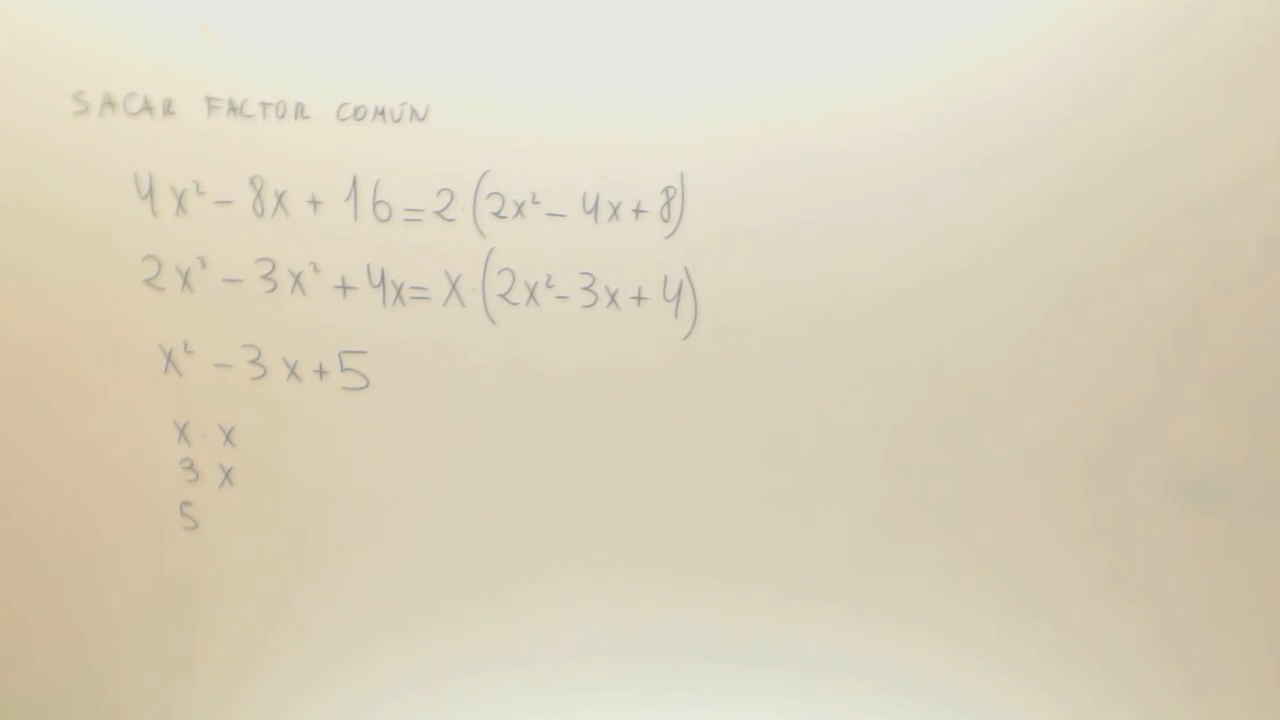 SACAR FACTOR COMÚN
4x² - 8x + 16 = 2·(2x² - 4x + 8)
2x³ - 3x² + 4x = x·(2x² - 3x + 4)
x² - 3x + 5
x · x
3 x
5